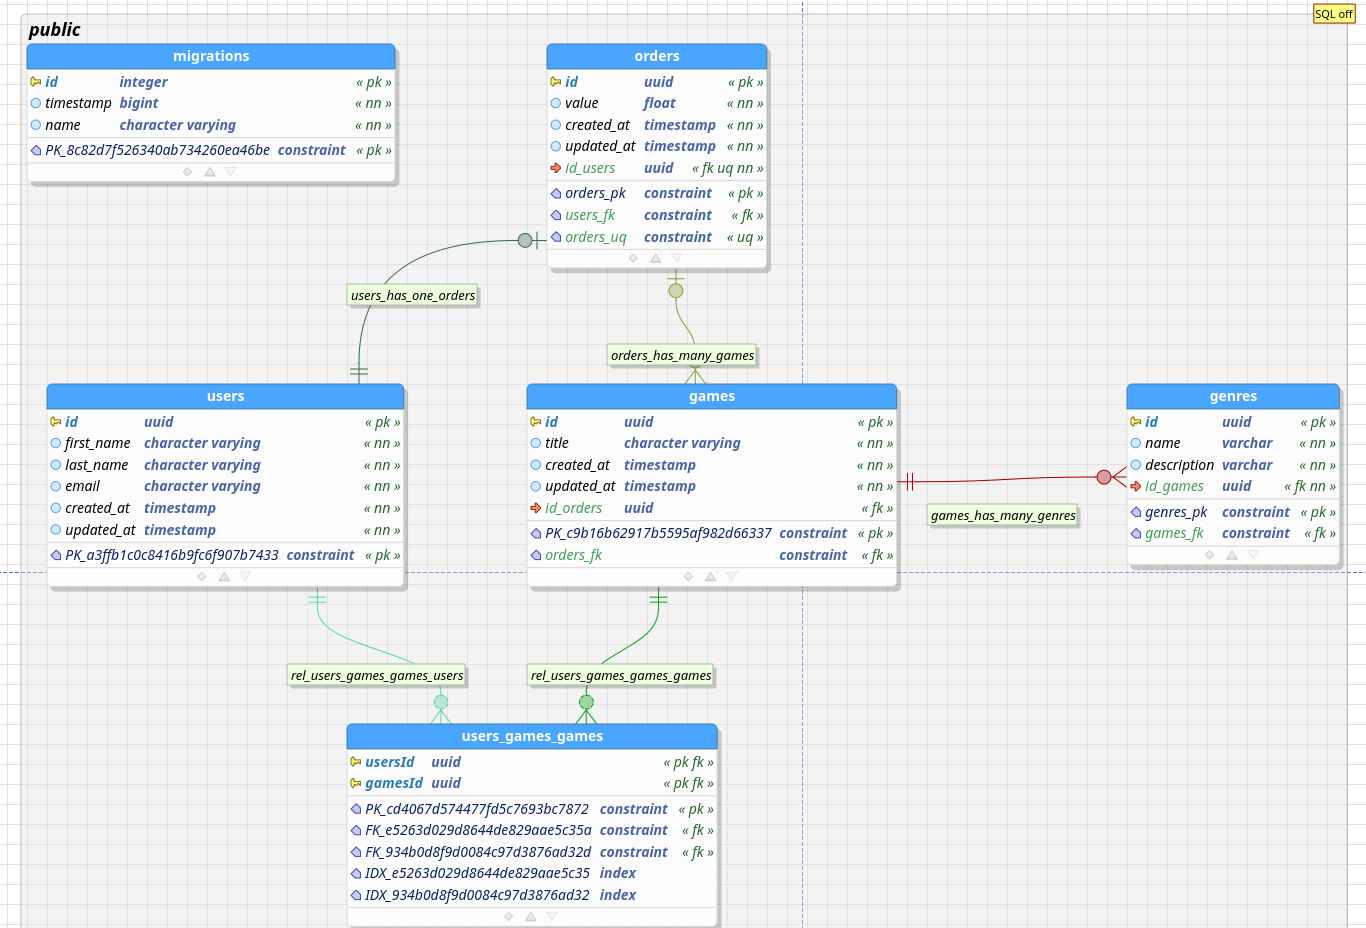 SQL off
public
migrations
id integer « pk »
timestamp bigint « nn »
name character varying « nn »
PK_8c82d7f526340ab734260ea46be constraint « pk »
orders
id uuid « pk »
value float « nn »
created_at timestamp « nn »
updated_at timestamp « nn »
id_users uuid « fk uq nn »
orders_pk constraint « pk »
users_fk constraint « fk »
orders_uq constraint « uq »
users_has_one_orders
orders_has_many_games
users
id uuid « pk »
first_name character varying « nn »
last_name character varying « nn »
email character varying « nn »
created_at timestamp « nn »
updated_at timestamp « nn »
PK_a3ffb1c0c8416b9fc6f907b7433 constraint « pk »
games
id uuid « pk »
title character varying « nn »
created_at timestamp « nn »
updated_at timestamp « nn »
id_orders uuid « fk »
PK_c9b16b62917b5595af982d66337 constraint « pk »
orders_fk constraint « fk »
games_has_many_genres
genres
id uuid « pk »
name varchar « nn »
description varchar « nn »
id_games uuid « fk nn »
genres_pk constraint « pk »
games_fk constraint « fk »
rel_users_games_games_users
rel_users_games_games_games
users_games_games
usersId uuid « pk fk »
gamesId uuid « pk fk »
PK_cd4067d574477fd5c7693bc7872 constraint « pk »
FK_e5263d029d8644de829aae5c35a constraint « fk »
FK_934b0d8f9d0084c97d3876ad32d constraint « fk »
IDX_e5263d029d8644de829aae5c35 index
IDX_934b0d8f9d0084c97d3876ad32 index